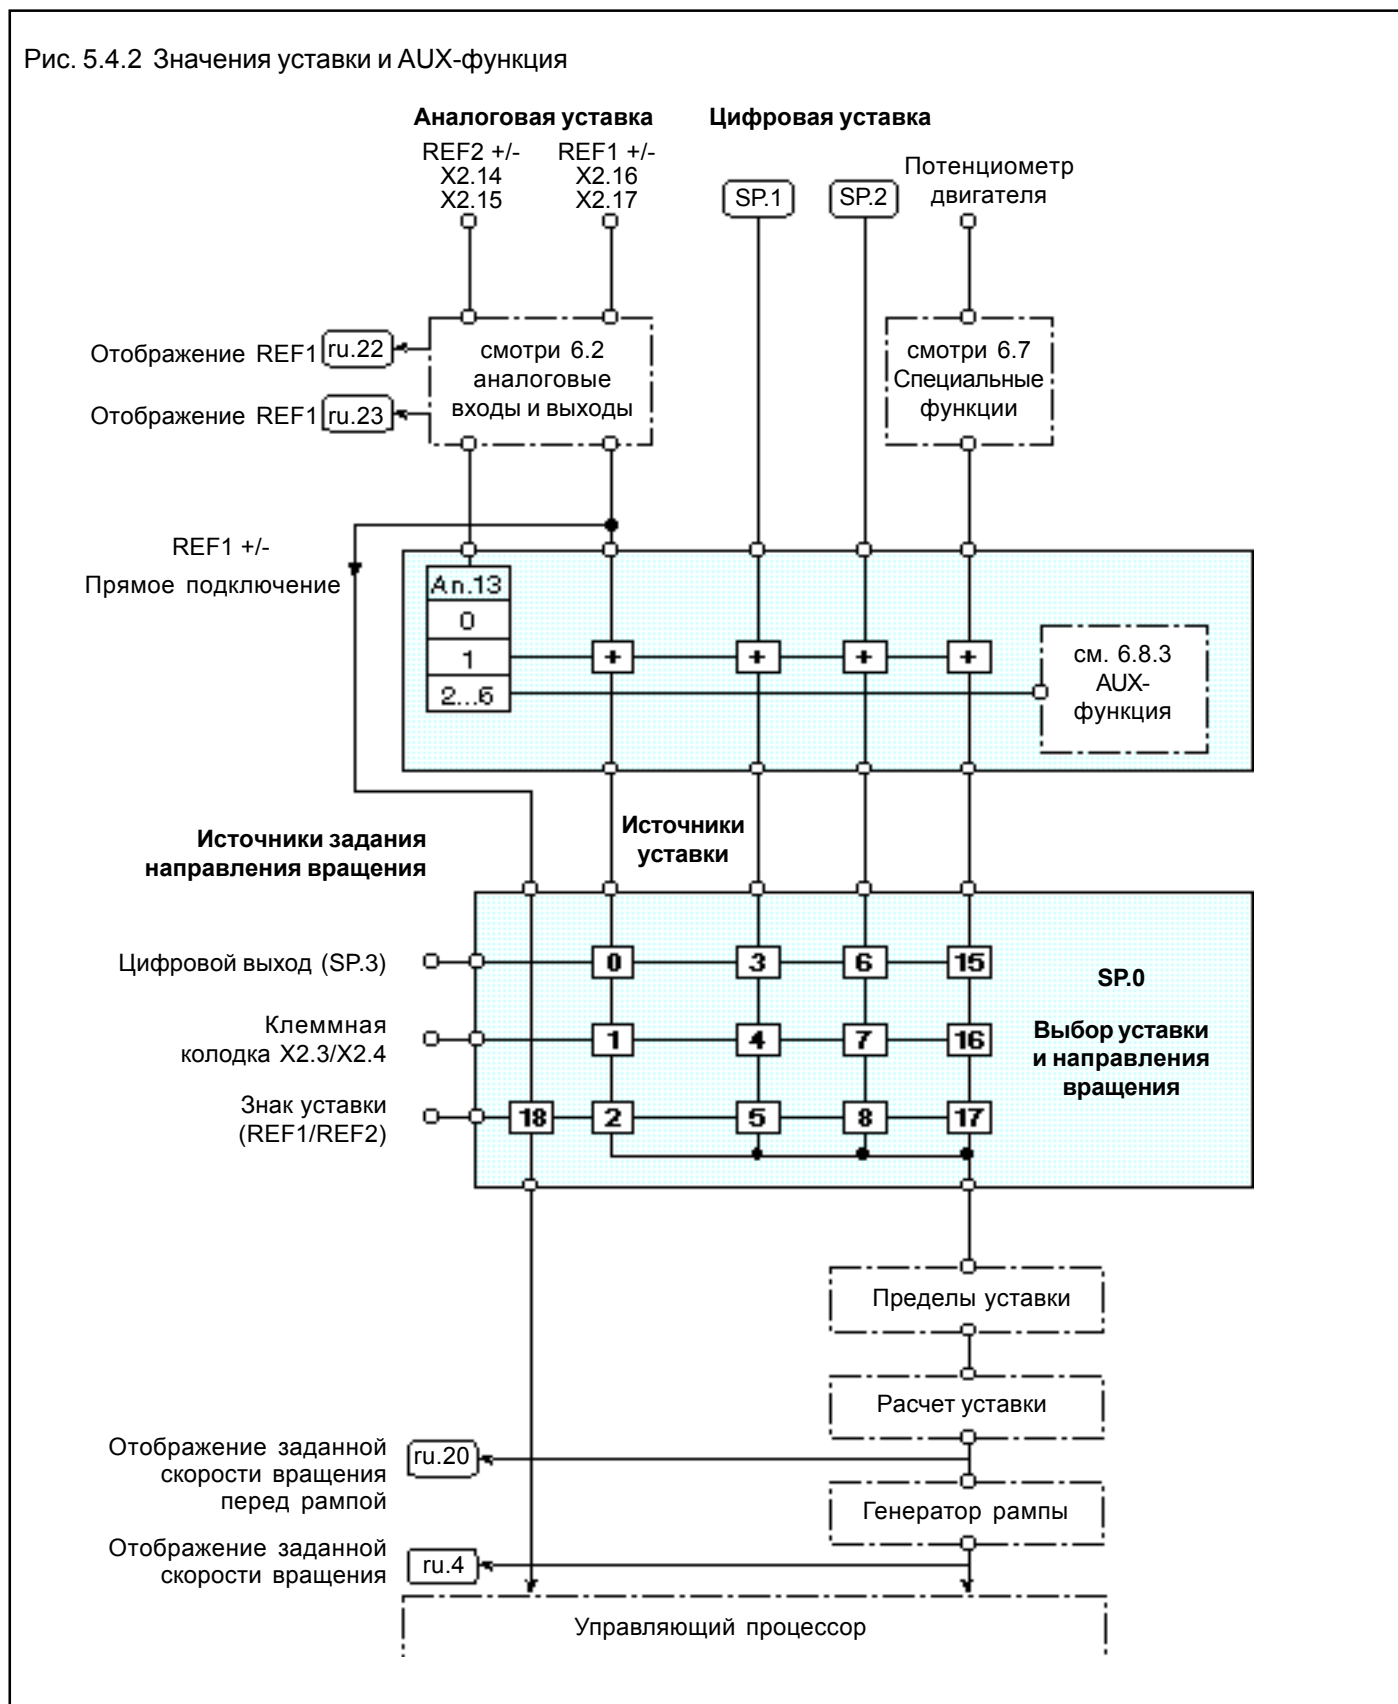 Рис. 5.4.2 Значения уставки и AUX-функция
Аналоговая уставка
Цифровая уставка
REF2 +/-
X2.14
X2.15
REF1 +/-
X2.16
X2.17
SP.1
SP.2
Потенциометр
двигателя
Отображение REF1
ru.22
Отображение REF1
ru.23
смотри 6.2
аналоговые
входы и выходы
смотри 6.7
Специальные
функции
REF1 +/-
Прямое подключение
An.13
0
1
2...6
+
+
+
+
см. 6.8.3
AUX-
функция
Источники задания
направления вращения
Источники
уставки
Цифровой выход (SP.3)
0
3
6
15
Клеммная
колодка X2.3/X2.4
1
4
7
16
Знак уставки
(REF1/REF2)
18
2
5
8
17
SP.0
Выбор уставки
и направления
вращения
Пределы уставки
Расчет уставки
Отображение заданной
скорости вращения
перед рампой
ru.20
Генератор рампы
Отображение заданной
скорости вращения
ru.4
Управляющий процессор